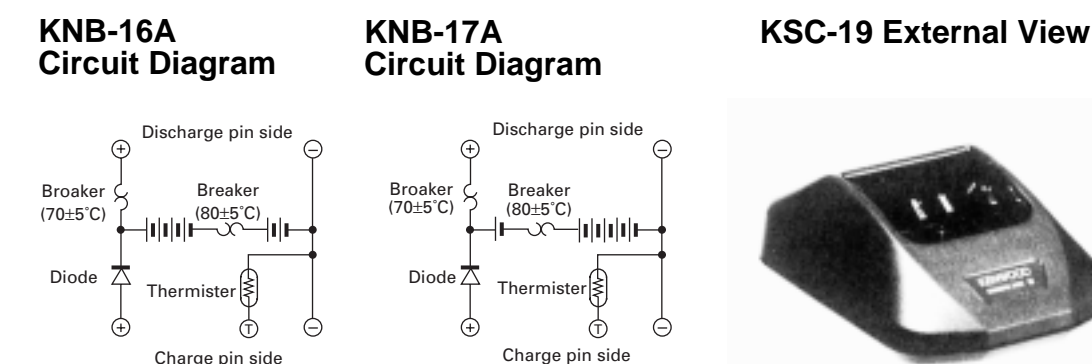 KNB-16A
Circuit Diagram
Discharge pin side
+
−
Broaker
(70±5˚C)
Breaker
(80±5˚C)
Diode
Thermister
+
T
−
Charge pin side
KNB-17A
Circuit Diagram
Discharge pin side
+
−
Broaker
(70±5˚C)
Breaker
(80±5˚C)
Diode
Thermister
+
T
−
Charge pin side
KSC-19 External View
KENWOOD